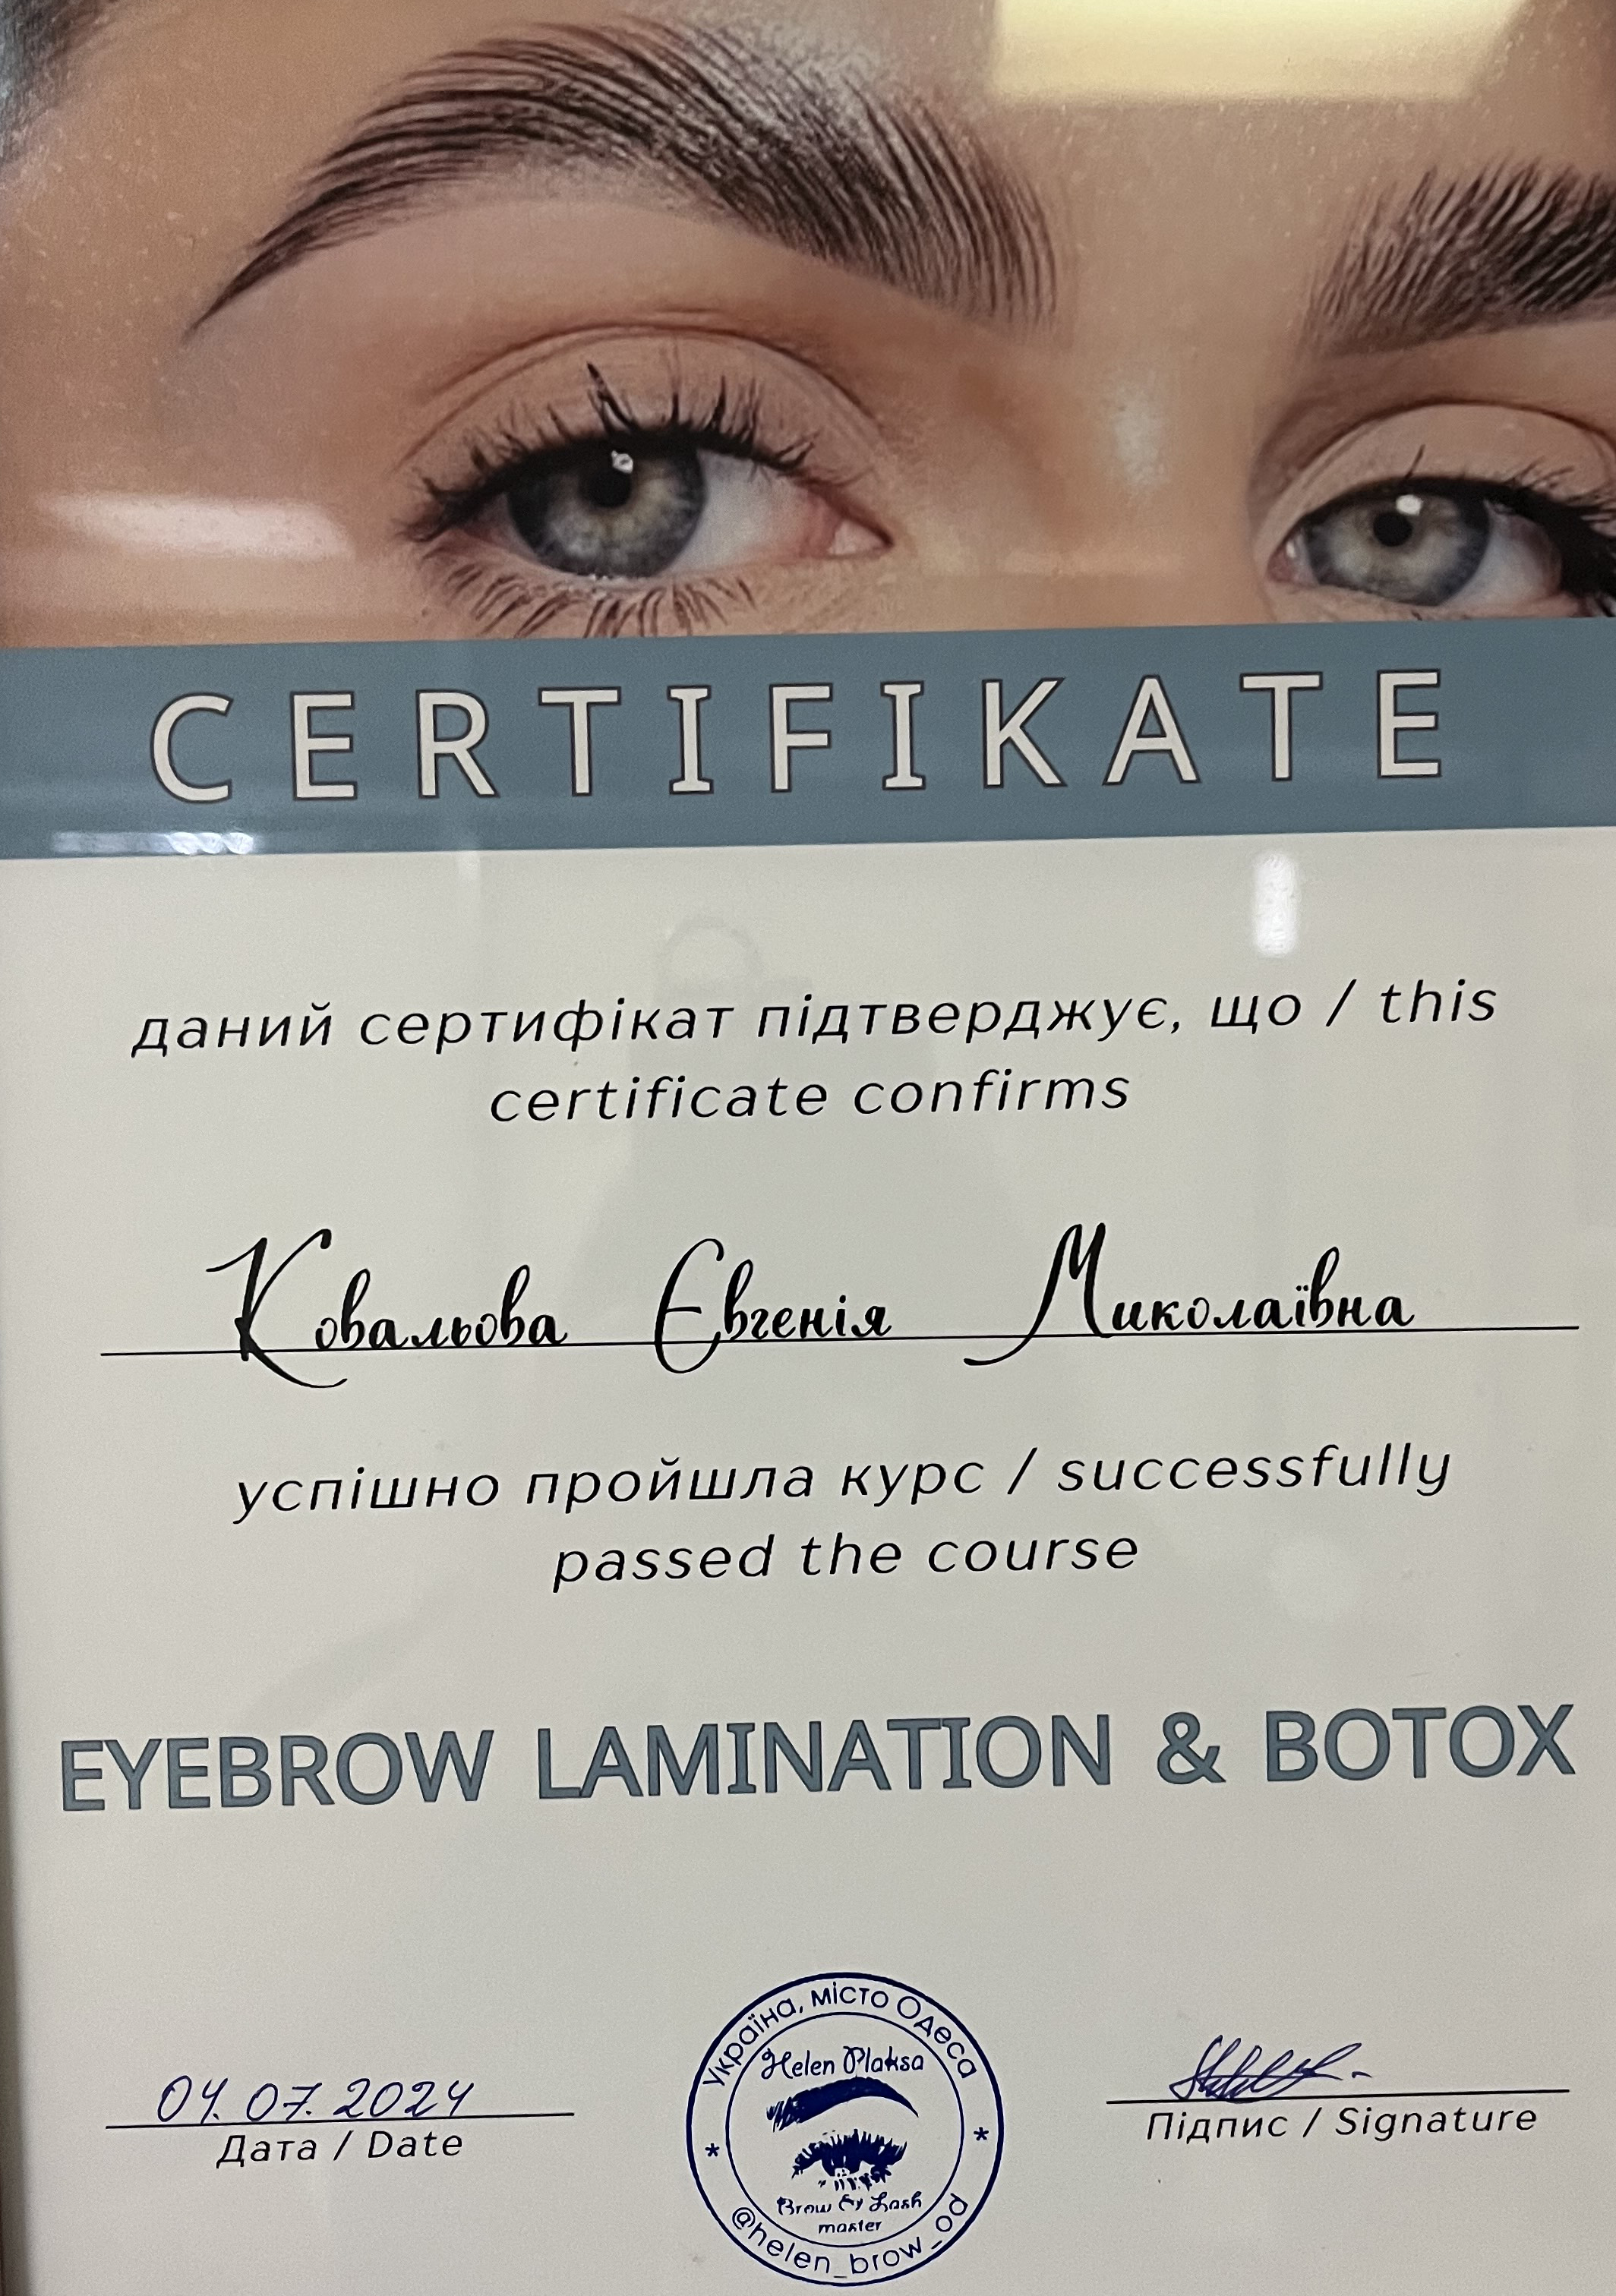 CERTIFIKATE
даний сертифікат підтверджує, що / this
certificate confirms
Ковальова Євгенія Миколаївна
успішно пройшла курс / successfully
passed the course
EYEBROW LAMINATION & BOTOX
04.07.2024
Дата / Date
Україна, місто Одеса
Helen Plaksa
Brow & Lash
master
@helen_brow_od
Підпис / Signature